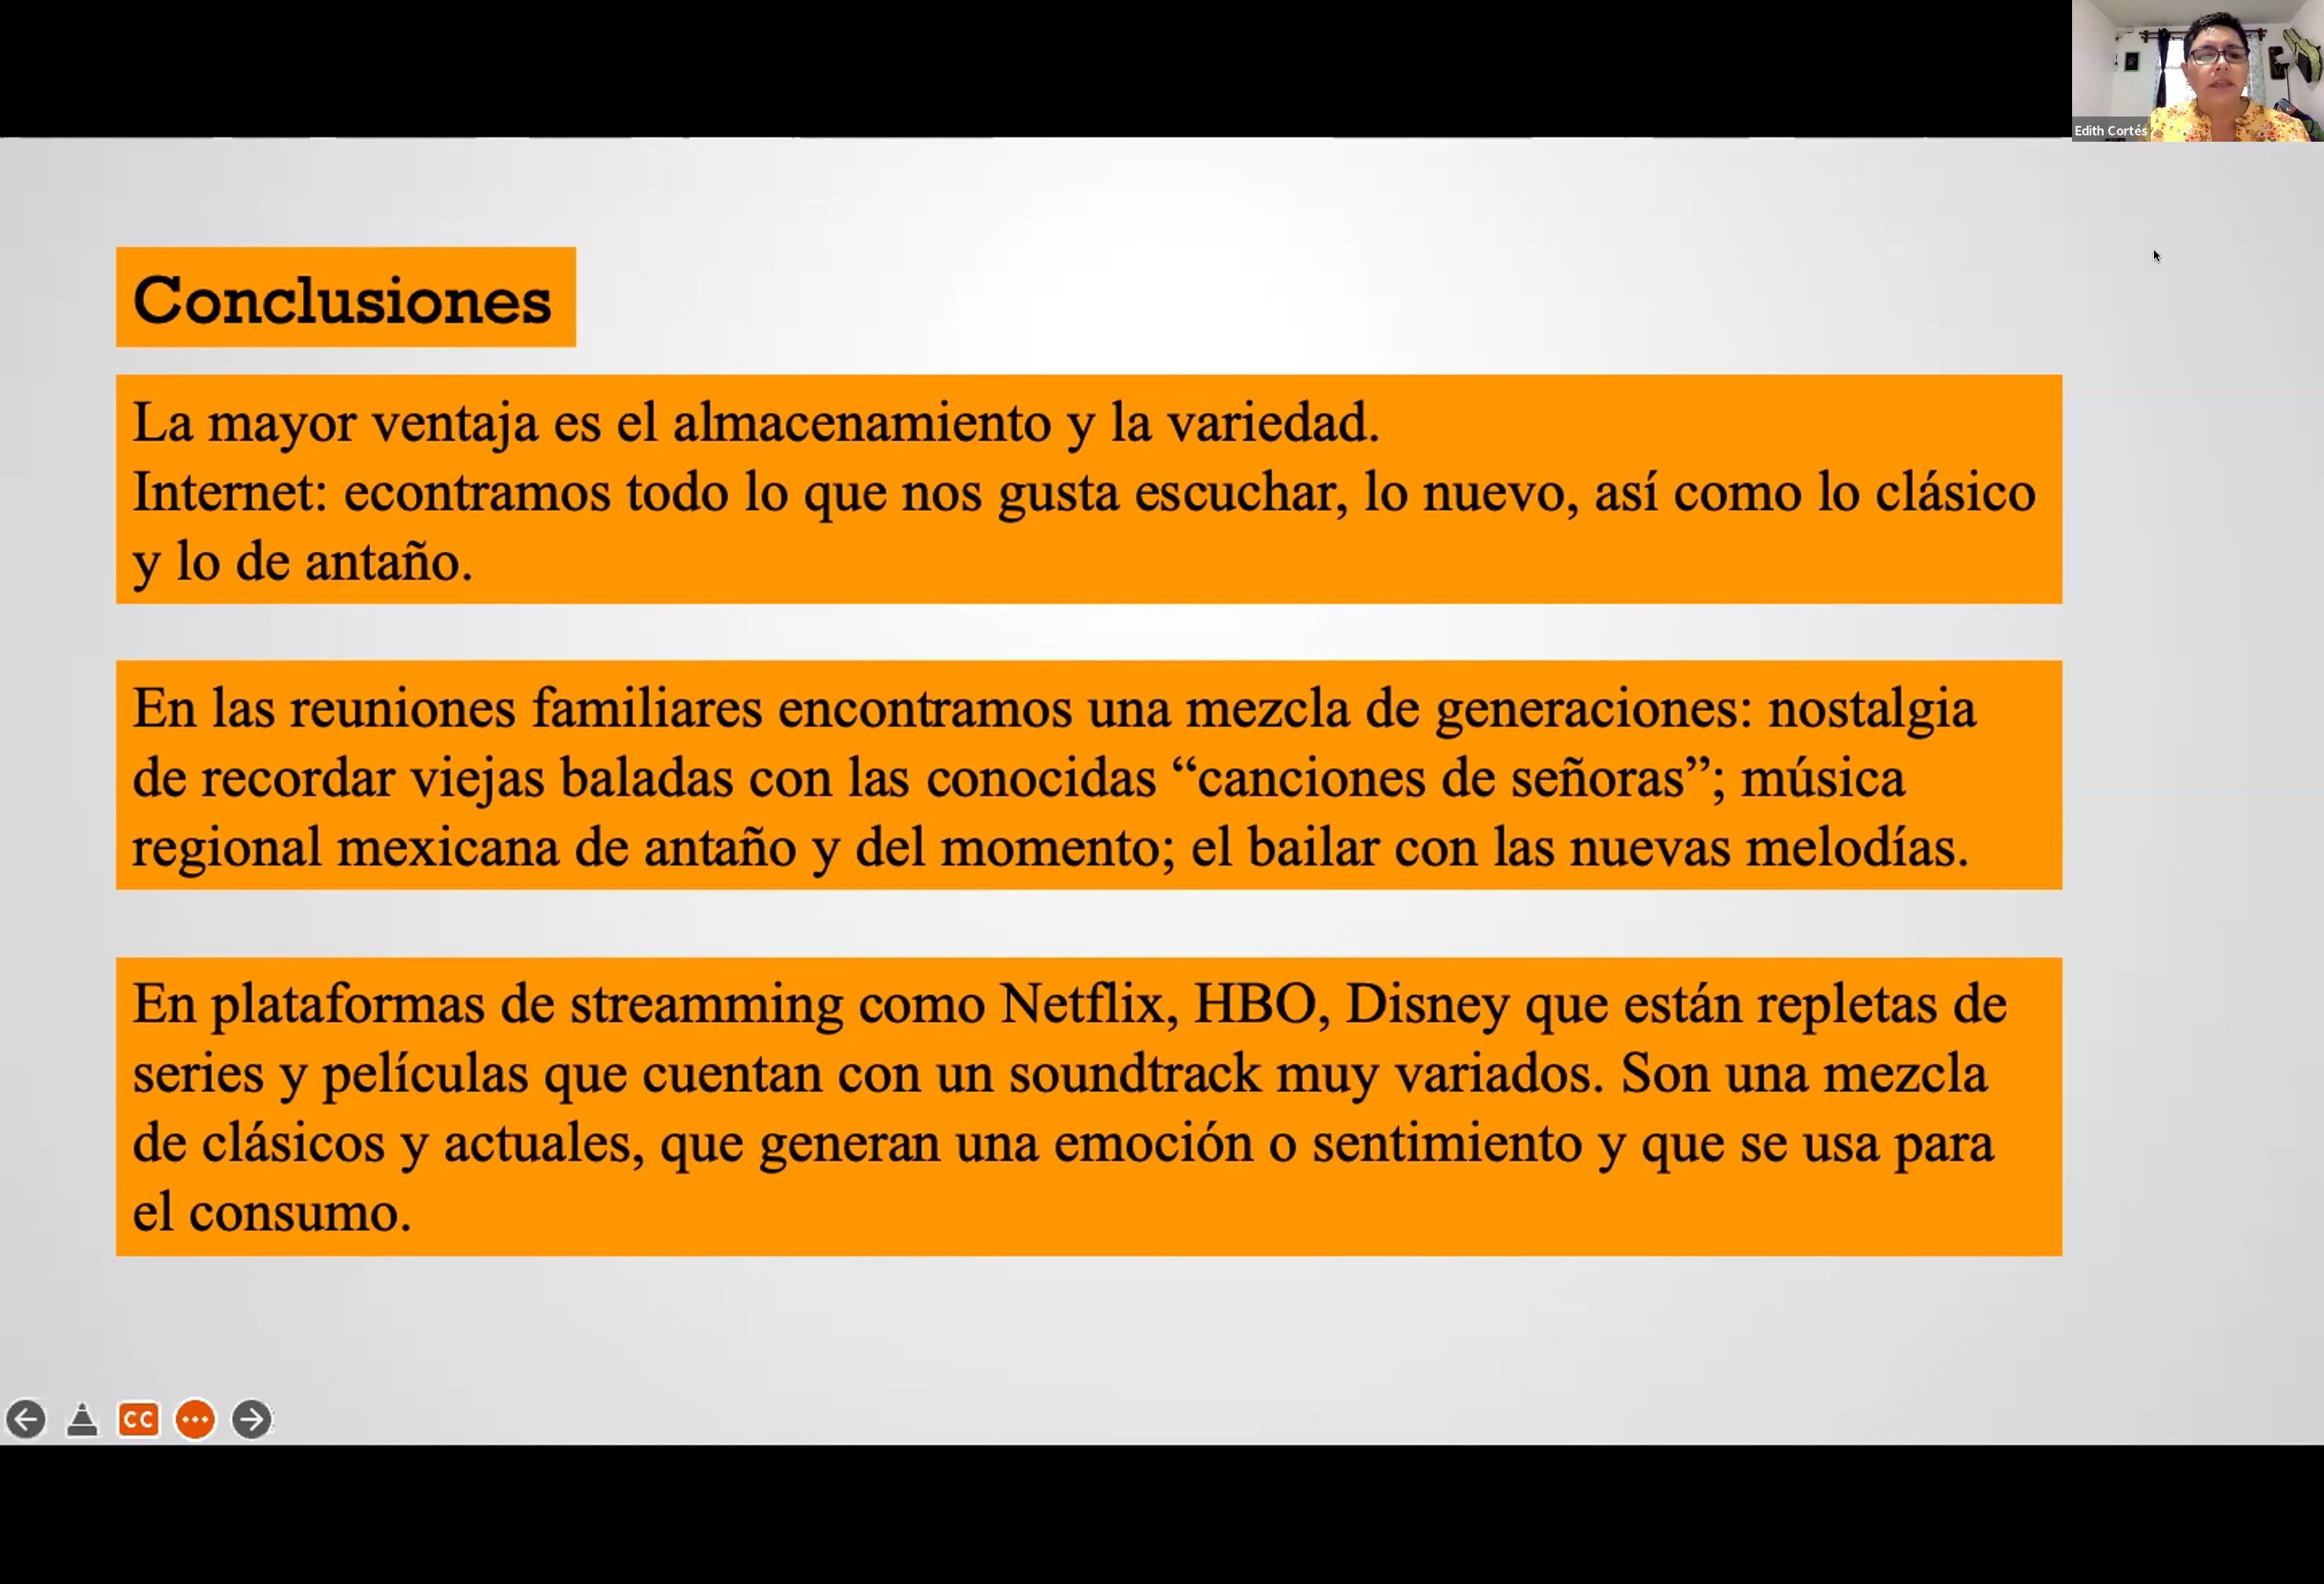 Edith Cortés
Conclusiones
La mayor ventaja es el almacenamiento y la variedad.
Internet: econtramos todo lo que nos gusta escuchar, lo nuevo, así como lo clásico
y lo de antaño.
En las reuniones familiares encontramos una mezcla de generaciones: nostalgia
de recordar viejas baladas con las conocidas “canciones de señoras”; música
regional mexicana de antaño y del momento; el bailar con las nuevas melodías.
En plataformas de streamming como Netflix, HBO, Disney que están repletas de
series y películas que cuentan con un soundtrack muy variados. Son una mezcla
de clásicos y actuales, que generan una emoción o sentimiento y que se usa para
el consumo.
CC